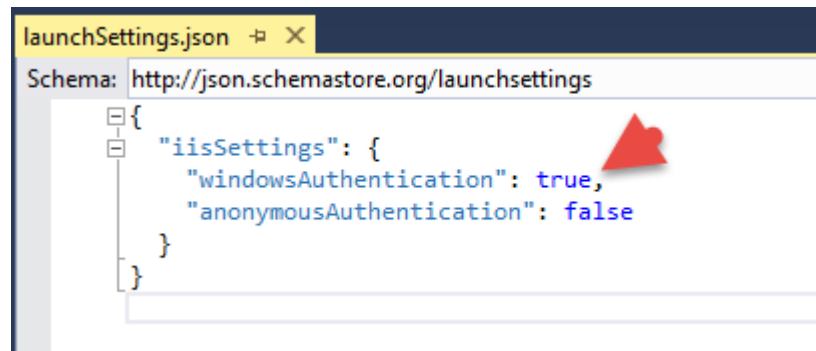 launchSettings.json
Schema: http://json.schemastore.org/launchsettings
{
"iisSettings": {
"windowsAuthentication": true,
"anonymousAuthentication": false
}
}